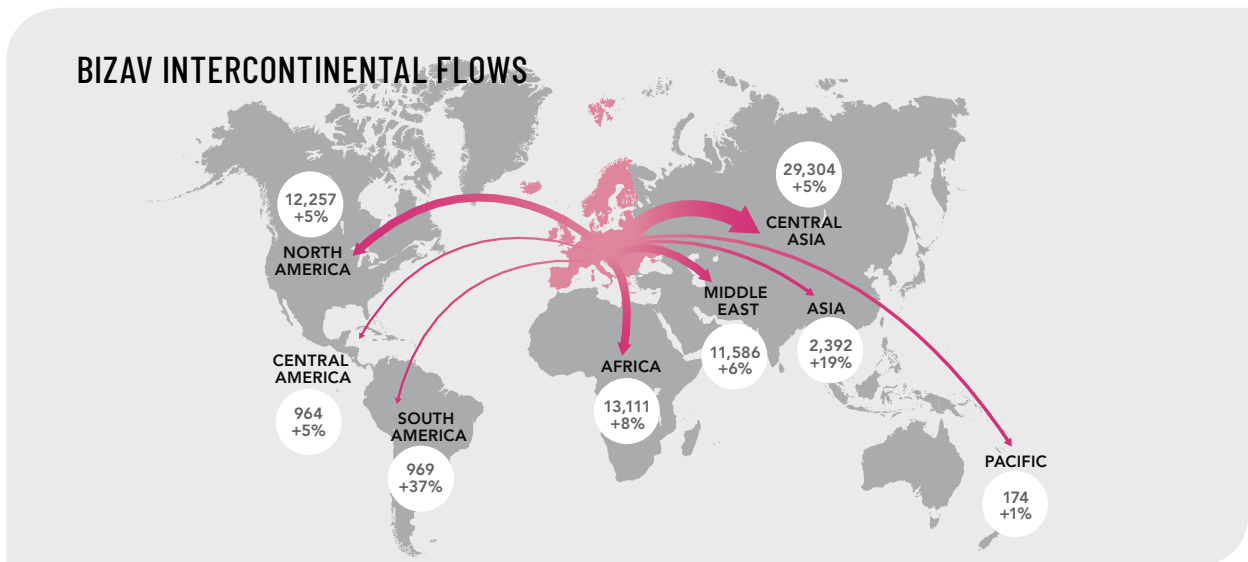 BIZAV INTERCONTINENTAL FLOWS
12,257
+5%
NORTH
AMERICA
29,304
+5%
CENTRAL
ASIA
MIDDLE
EAST
11,586
+6%
ASIA
2,392
+19%
CENTRAL
AMERICA
964
+5%
SOUTH
AMERICA
969
+37%
AFRICA
13,111
+8%
PACIFIC
174
+1%